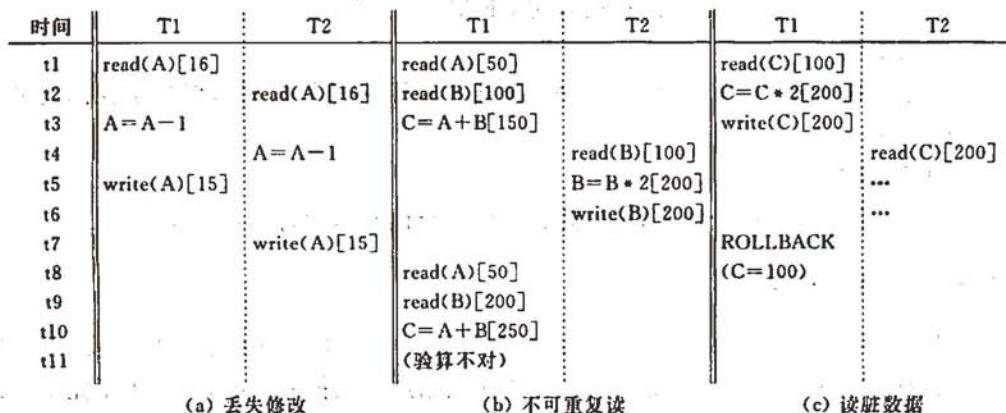 时间 T1 T2 T1 T2 T1 T2
t1 read(A)[16] read(A)[50] read(C)[100]
t2 read(A)[16] read(B)[100] C=C*2[200]
t3 A=A-1 C=A+B[150] write(C)[200]
t4 A=A-1 read(B)[100] read(C)[200]
t5 write(A)[15] B=B*2[200] …
t6 write(B)[200] …
t7 write(A)[15] ROLLBACK
t8 read(A)[50] (C=100)
t9 read(B)[200]
t10 C=A+B[250]
t11 (验算不对)
(a) 丢失修改 (b) 不可重复读 (c) 读脏数据